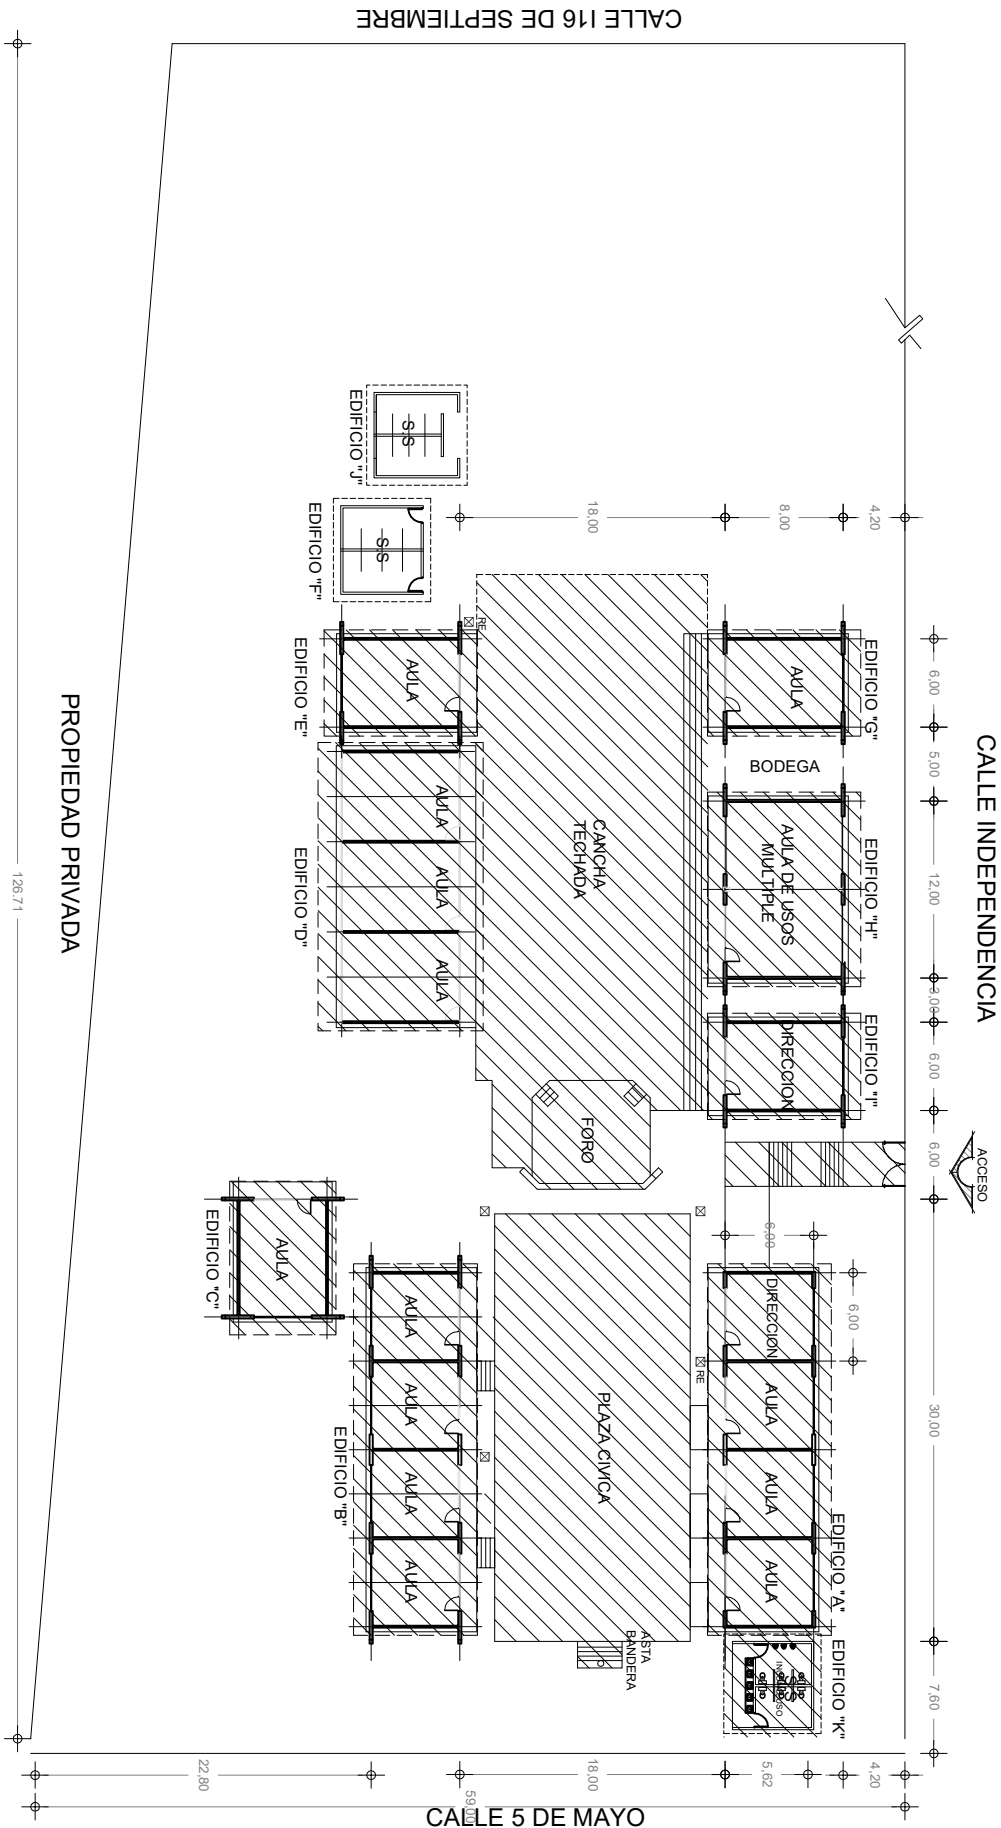 CALLE I16 DE SEPTIEMBRE
CALLE INDEPENDENCIA
ACCESO
PROPIEDAD PRIVADA
CALLE 5 DE MAYO
126.71
4,20
8,00
18,00
6,00
5,00
12,00
3,00
6,00
6,00
30,00
7,60
6,00
6,00
EDIFICIO "J"
S.S
EDIFICIO "F"
S.S
RE
EDIFICIO "E"
AULA
EDIFICIO "D"
AULA
AULA
AULA
CANCHA
TECHADA
EDIFICIO "G"
AULA
BODEGA
EDIFICIO "H"
AULA DE USOS
MULTIPLE
EDIFICIO "I"
DIRECCION
FORO
EDIFICIO "C"
AULA
EDIFICIO "B"
AULA
AULA
AULA
AULA
PLAZA CIVICA
RE
EDIFICIO "A"
DIRECCION
AULA
AULA
AULA
ASTA
BANDERA
EDIFICIO "K"
22,80
18,00
5,62
4,20
59,00